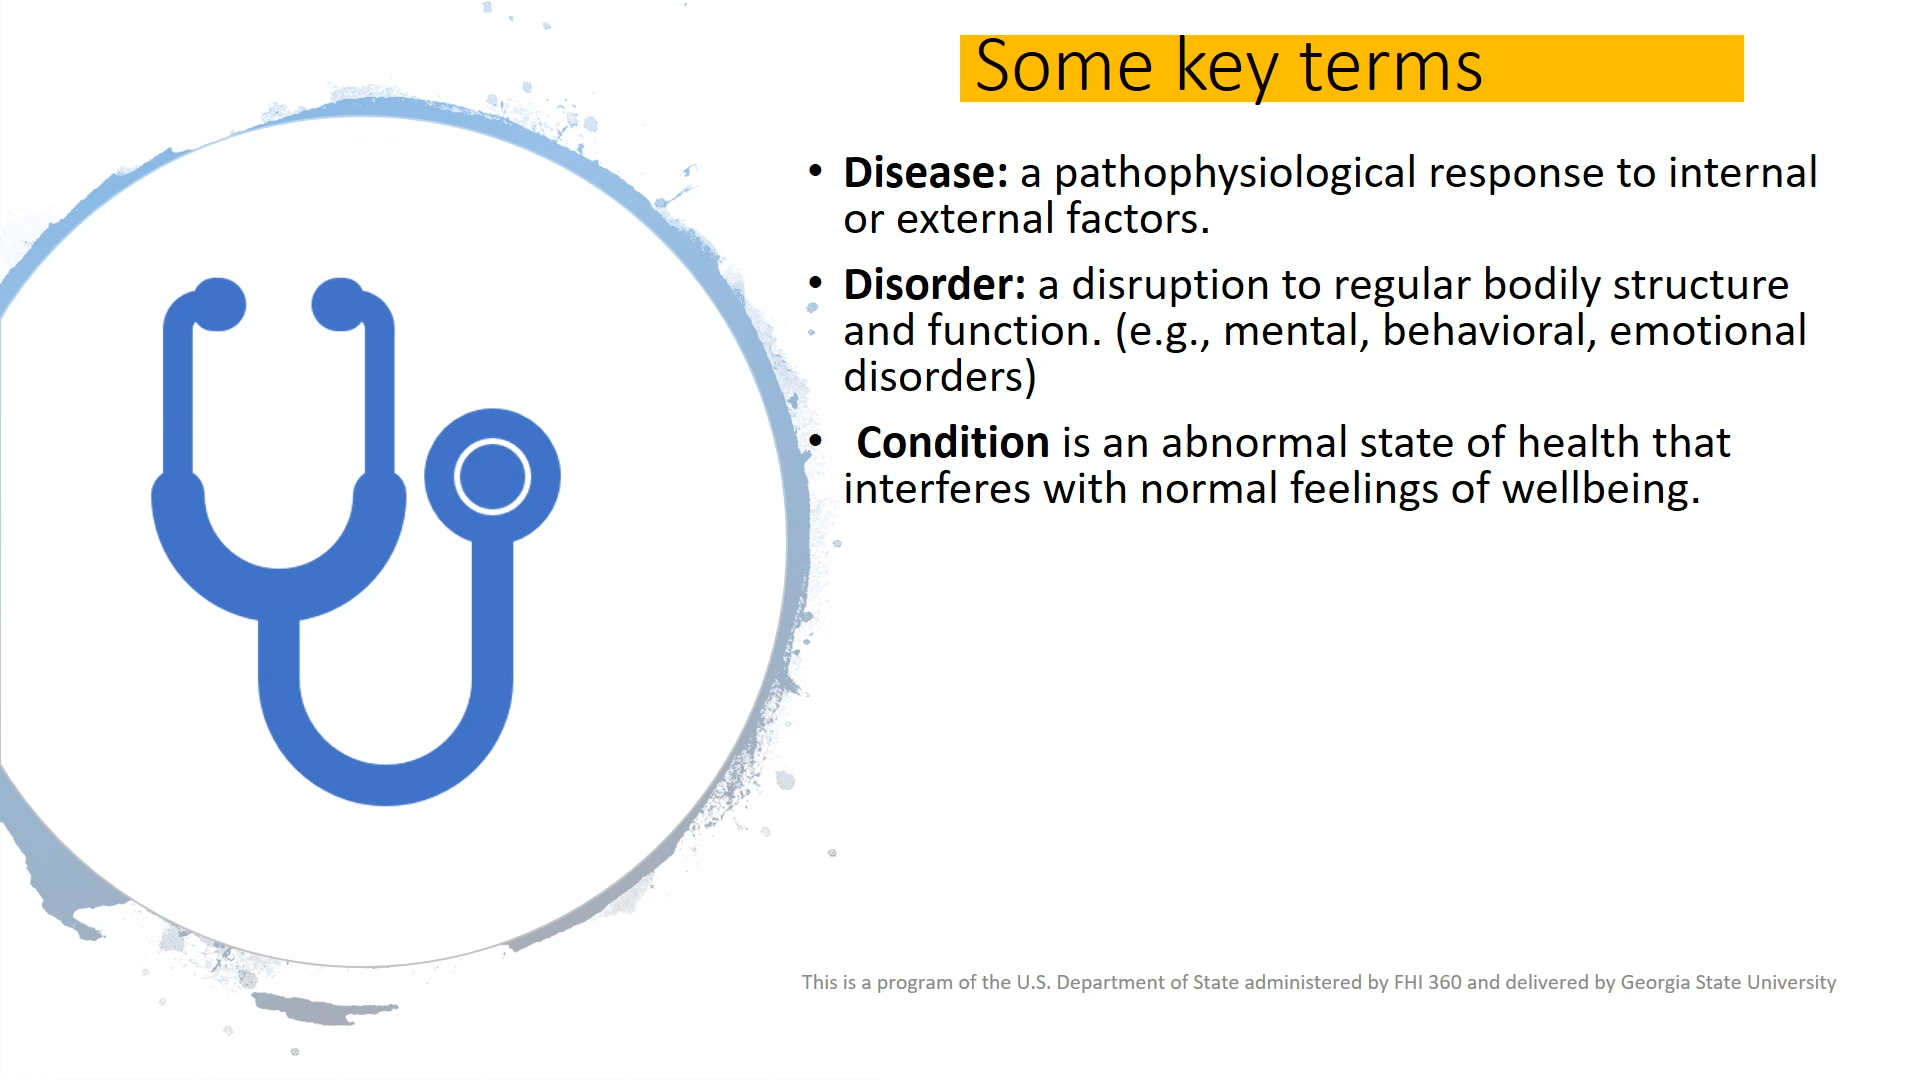 Some key terms
• Disease: a pathophysiological response to internal
or external factors.
• Disorder: a disruption to regular bodily structure
and function. (e.g., mental, behavioral, emotional
disorders)
• Condition is an abnormal state of health that
interferes with normal feelings of wellbeing.
This is a program of the U.S. Department of State administered by FHI 360 and delivered by Georgia State University